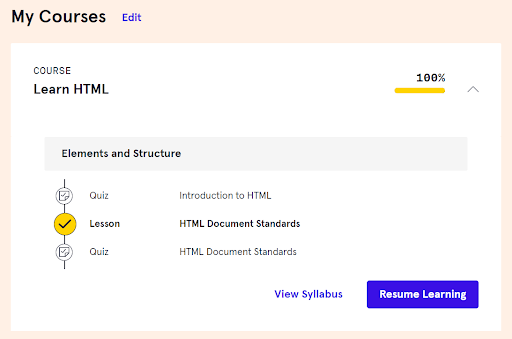 My Courses Edit
COURSE
100%
Learn HTML
Elements and Structure
Quiz Introduction to HTML
Lesson HTML Document Standards
Quiz HTML Document Standards
View Syllabus Resume Learning